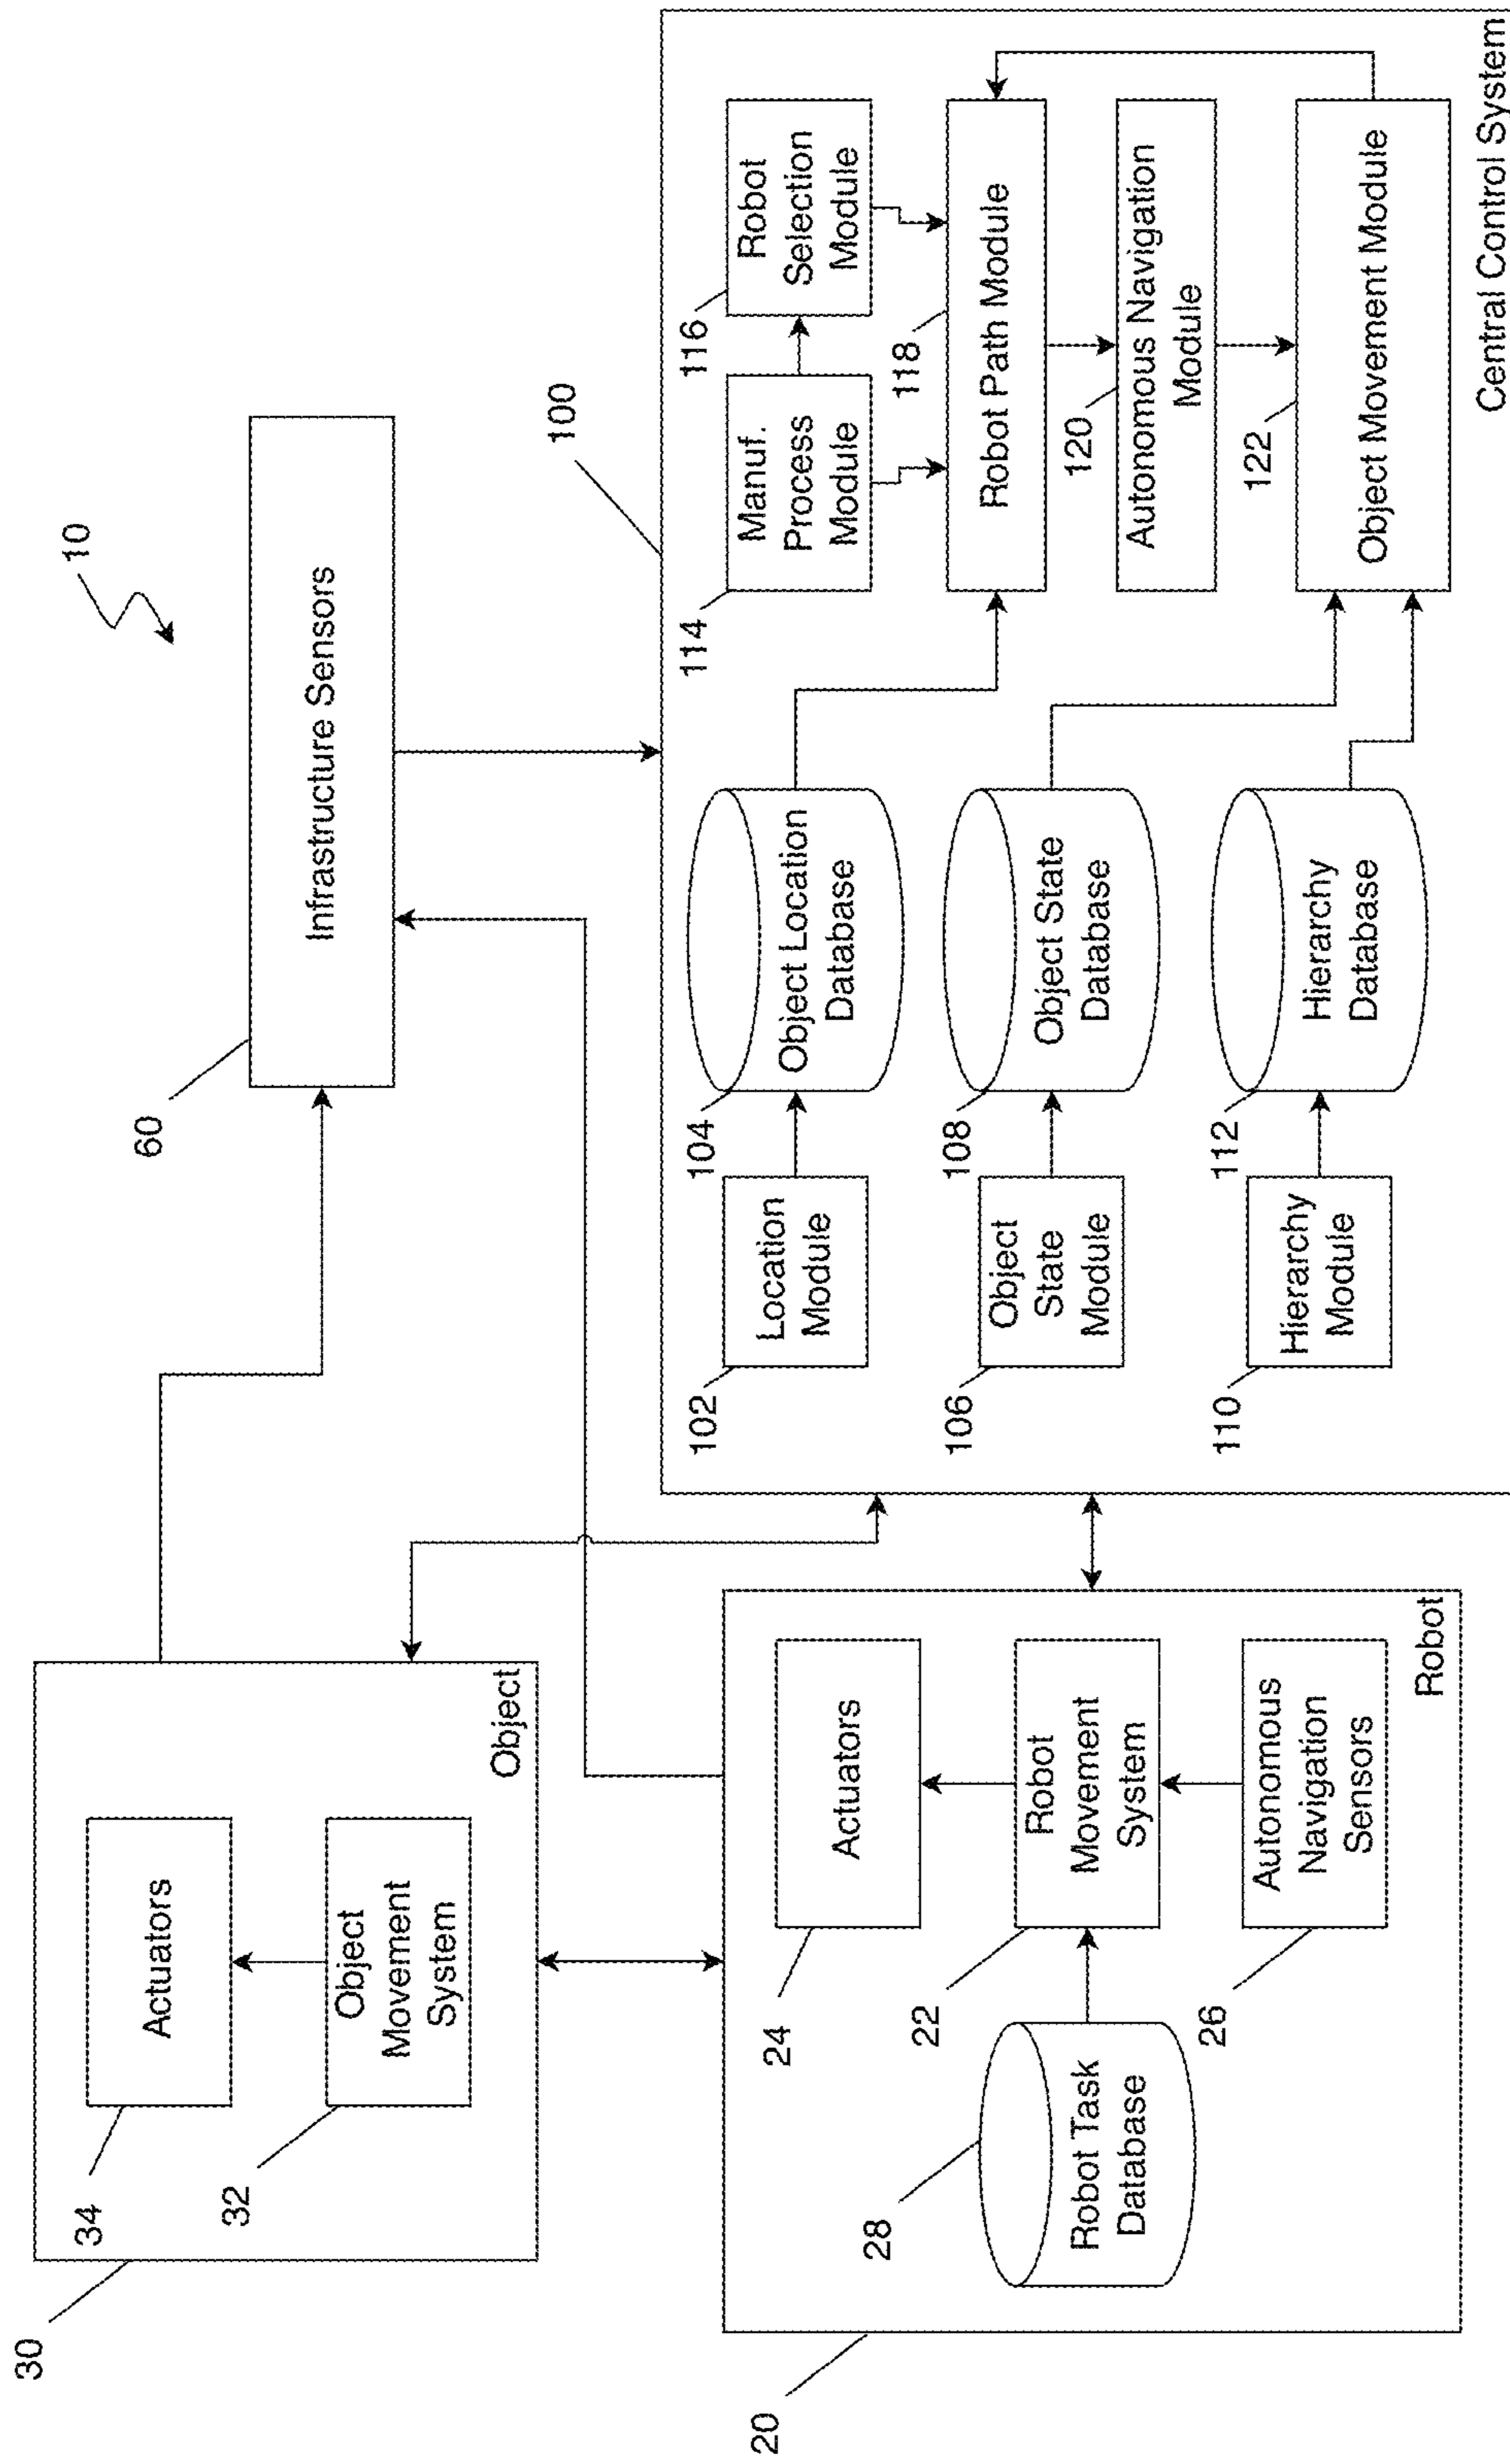 10
30
34
Actuators
32
Object
Movement
System
Object
60
Infrastructure Sensors
20
28
Robot Task
Database
24
Actuators
22
Robot
Movement
System
26
Autonomous
Navigation
Sensors
Robot
100
102
Location
Module
104
Object Location
Database
106
Object
State
Module
108
Object State
Database
110
Hierarchy
Module
112
Hierarchy
Database
114
Manuf.
Process
Module
116
Robot
Selection
Module
118
Robot Path Module
120
Autonomous Navigation
Module
122
Object Movement Module
Central Control System